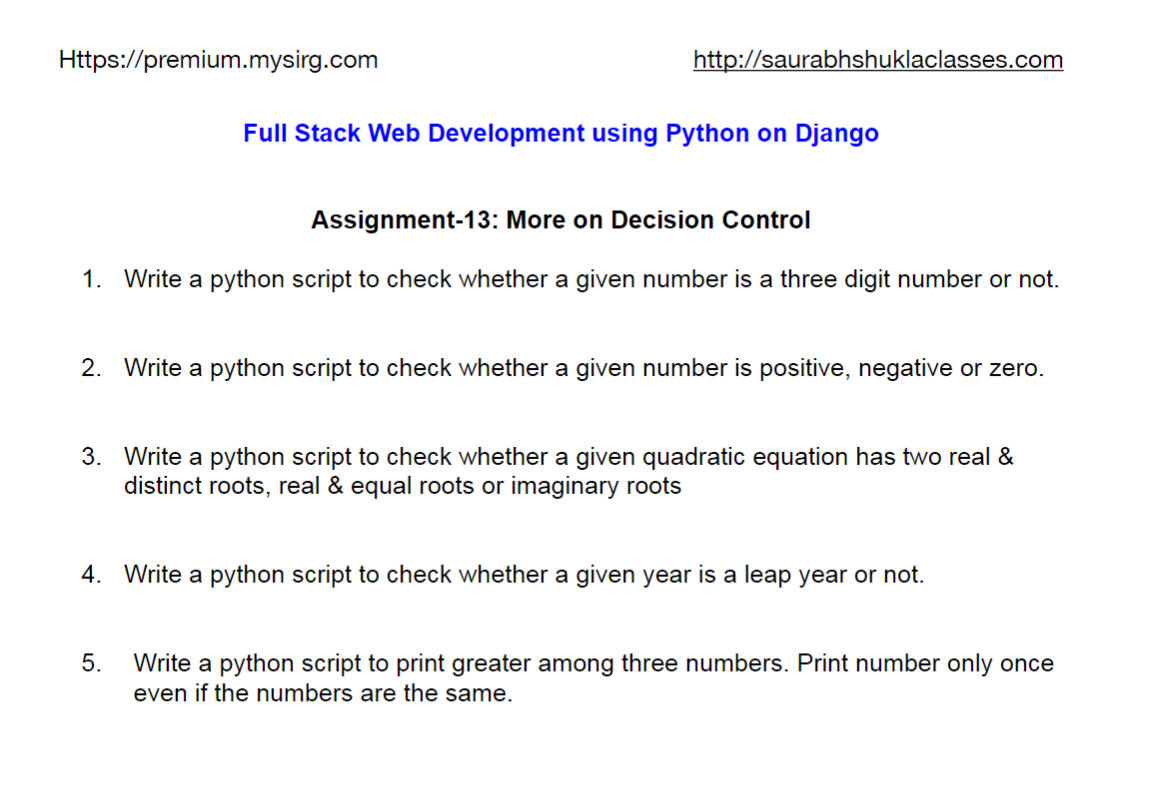 Https://premium.mysirg.com http://saurabhshuklaclasses.com
Full Stack Web Development using Python on Django
Assignment-13: More on Decision Control
1. Write a python script to check whether a given number is a three digit number or not.
2. Write a python script to check whether a given number is positive, negative or zero.
3. Write a python script to check whether a given quadratic equation has two real &
distinct roots, real & equal roots or imaginary roots
4. Write a python script to check whether a given year is a leap year or not.
5. Write a python script to print greater among three numbers. Print number only once
even if the numbers are the same.